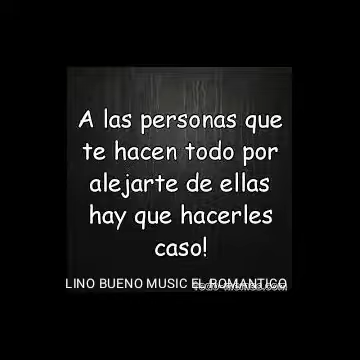 A las personas que
te hacen todo por
alejarte de ellas
hay que hacerles
caso!
LINO BUENO MUSIC EL ROMANTICO